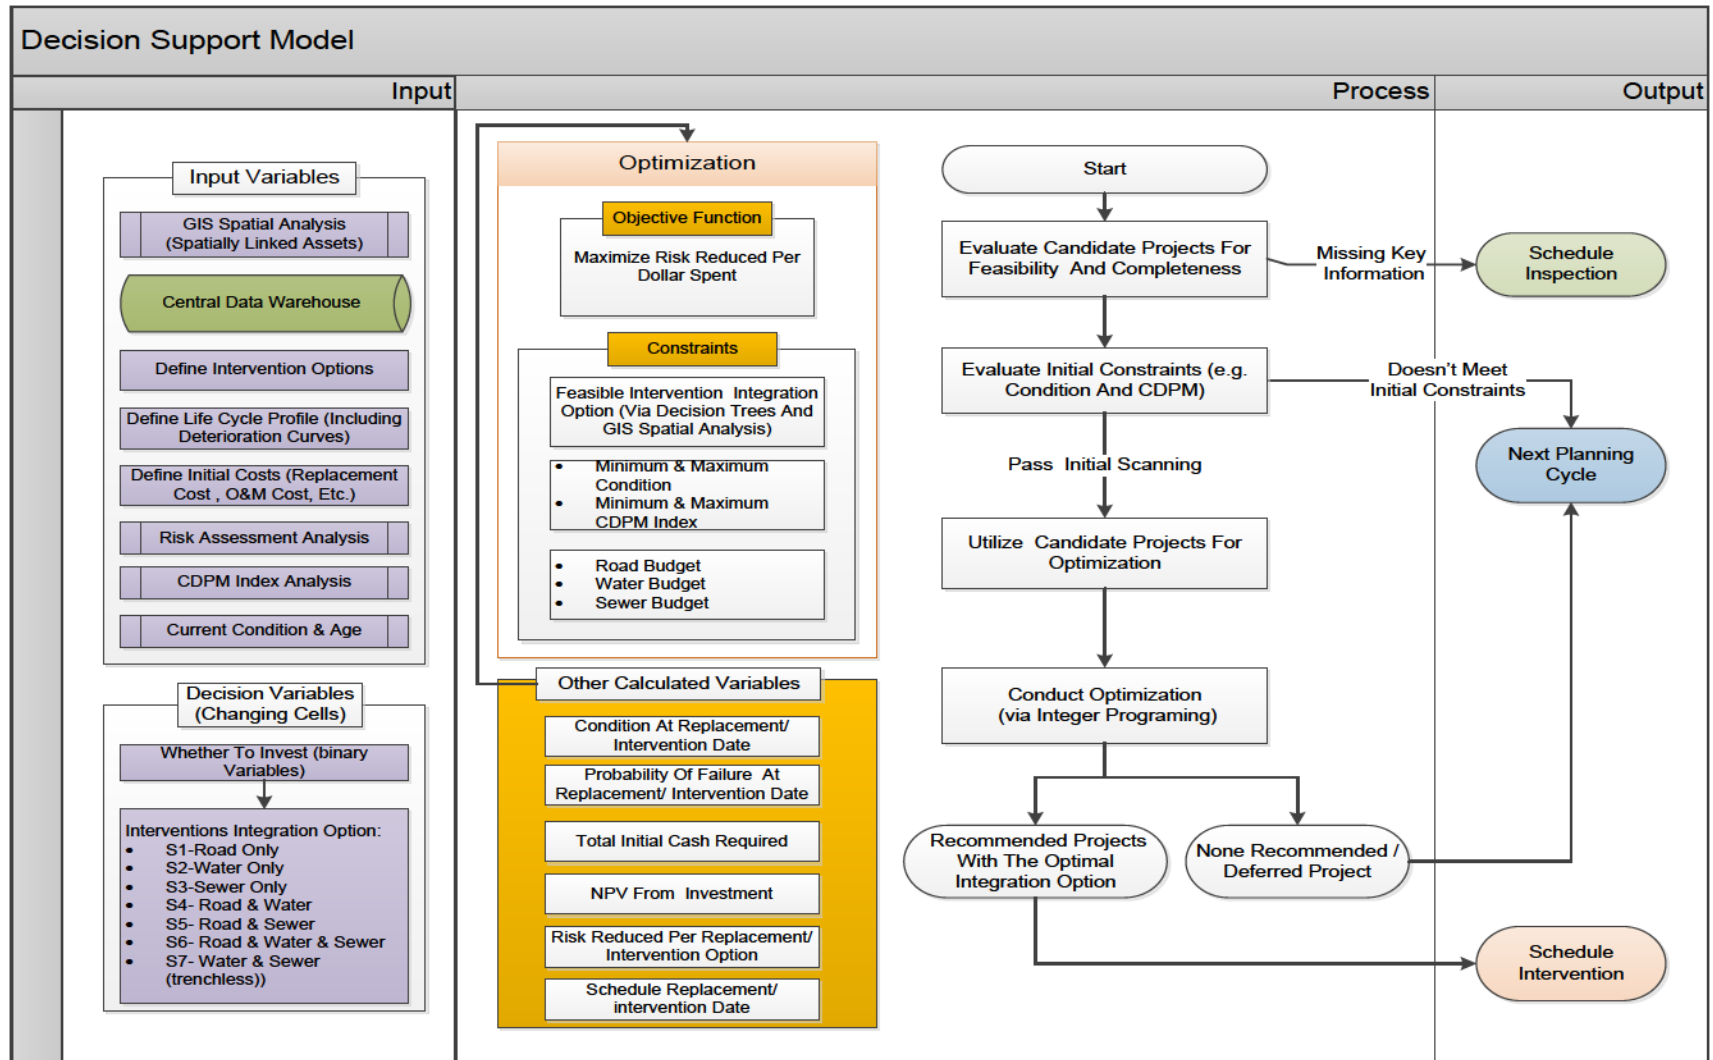 Decision Support Model
Input
Process
Output
Input Variables
GIS Spatial Analysis
(Spatially Linked Assets)
Central Data Warehouse
Define Intervention Options
Define Life Cycle Profile (Including
Deterioration Curves)
Define Initial Costs (Replacement
Cost , O&M Cost, Etc.)
Risk Assessment Analysis
CDPM Index Analysis
Current Condition & Age
Decision Variables
(Changing Cells)
Whether To Invest (binary
Variables)
Interventions Integration Option:
• S1-Road Only
• S2-Water Only
• S3-Sewer Only
• S4- Road & Water
• S5- Road & Sewer
• S6- Road & Water & Sewer
• S7- Water & Sewer
(trenchless))
Optimization
Objective Function
Maximize Risk Reduced Per
Dollar Spent
Constraints
Feasible Intervention Integration
Option (Via Decision Trees And
GIS Spatial Analysis)
• Minimum & Maximum
Condition
• Minimum & Maximum
CDPM Index
• Road Budget
• Water Budget
• Sewer Budget
Other Calculated Variables
Condition At Replacement/
Intervention Date
Probability Of Failure At
Replacement/ Intervention Date
Total Initial Cash Required
NPV From Investment
Risk Reduced Per Replacement/
Intervention Option
Schedule Replacement/
intervention Date
Start
Evaluate Candidate Projects For
Feasibility And Completeness
Missing Key
Information
Schedule
Inspection
Evaluate Initial Constraints (e.g.
Condition And CDPM)
Doesn't Meet
Initial Constraints
Next Planning
Cycle
Pass Initial Scanning
Utilize Candidate Projects For
Optimization
Conduct Optimization
(via Integer Programing)
Recommended Projects
With The Optimal
Integration Option
None Recommended /
Deferred Project
Schedule
Intervention